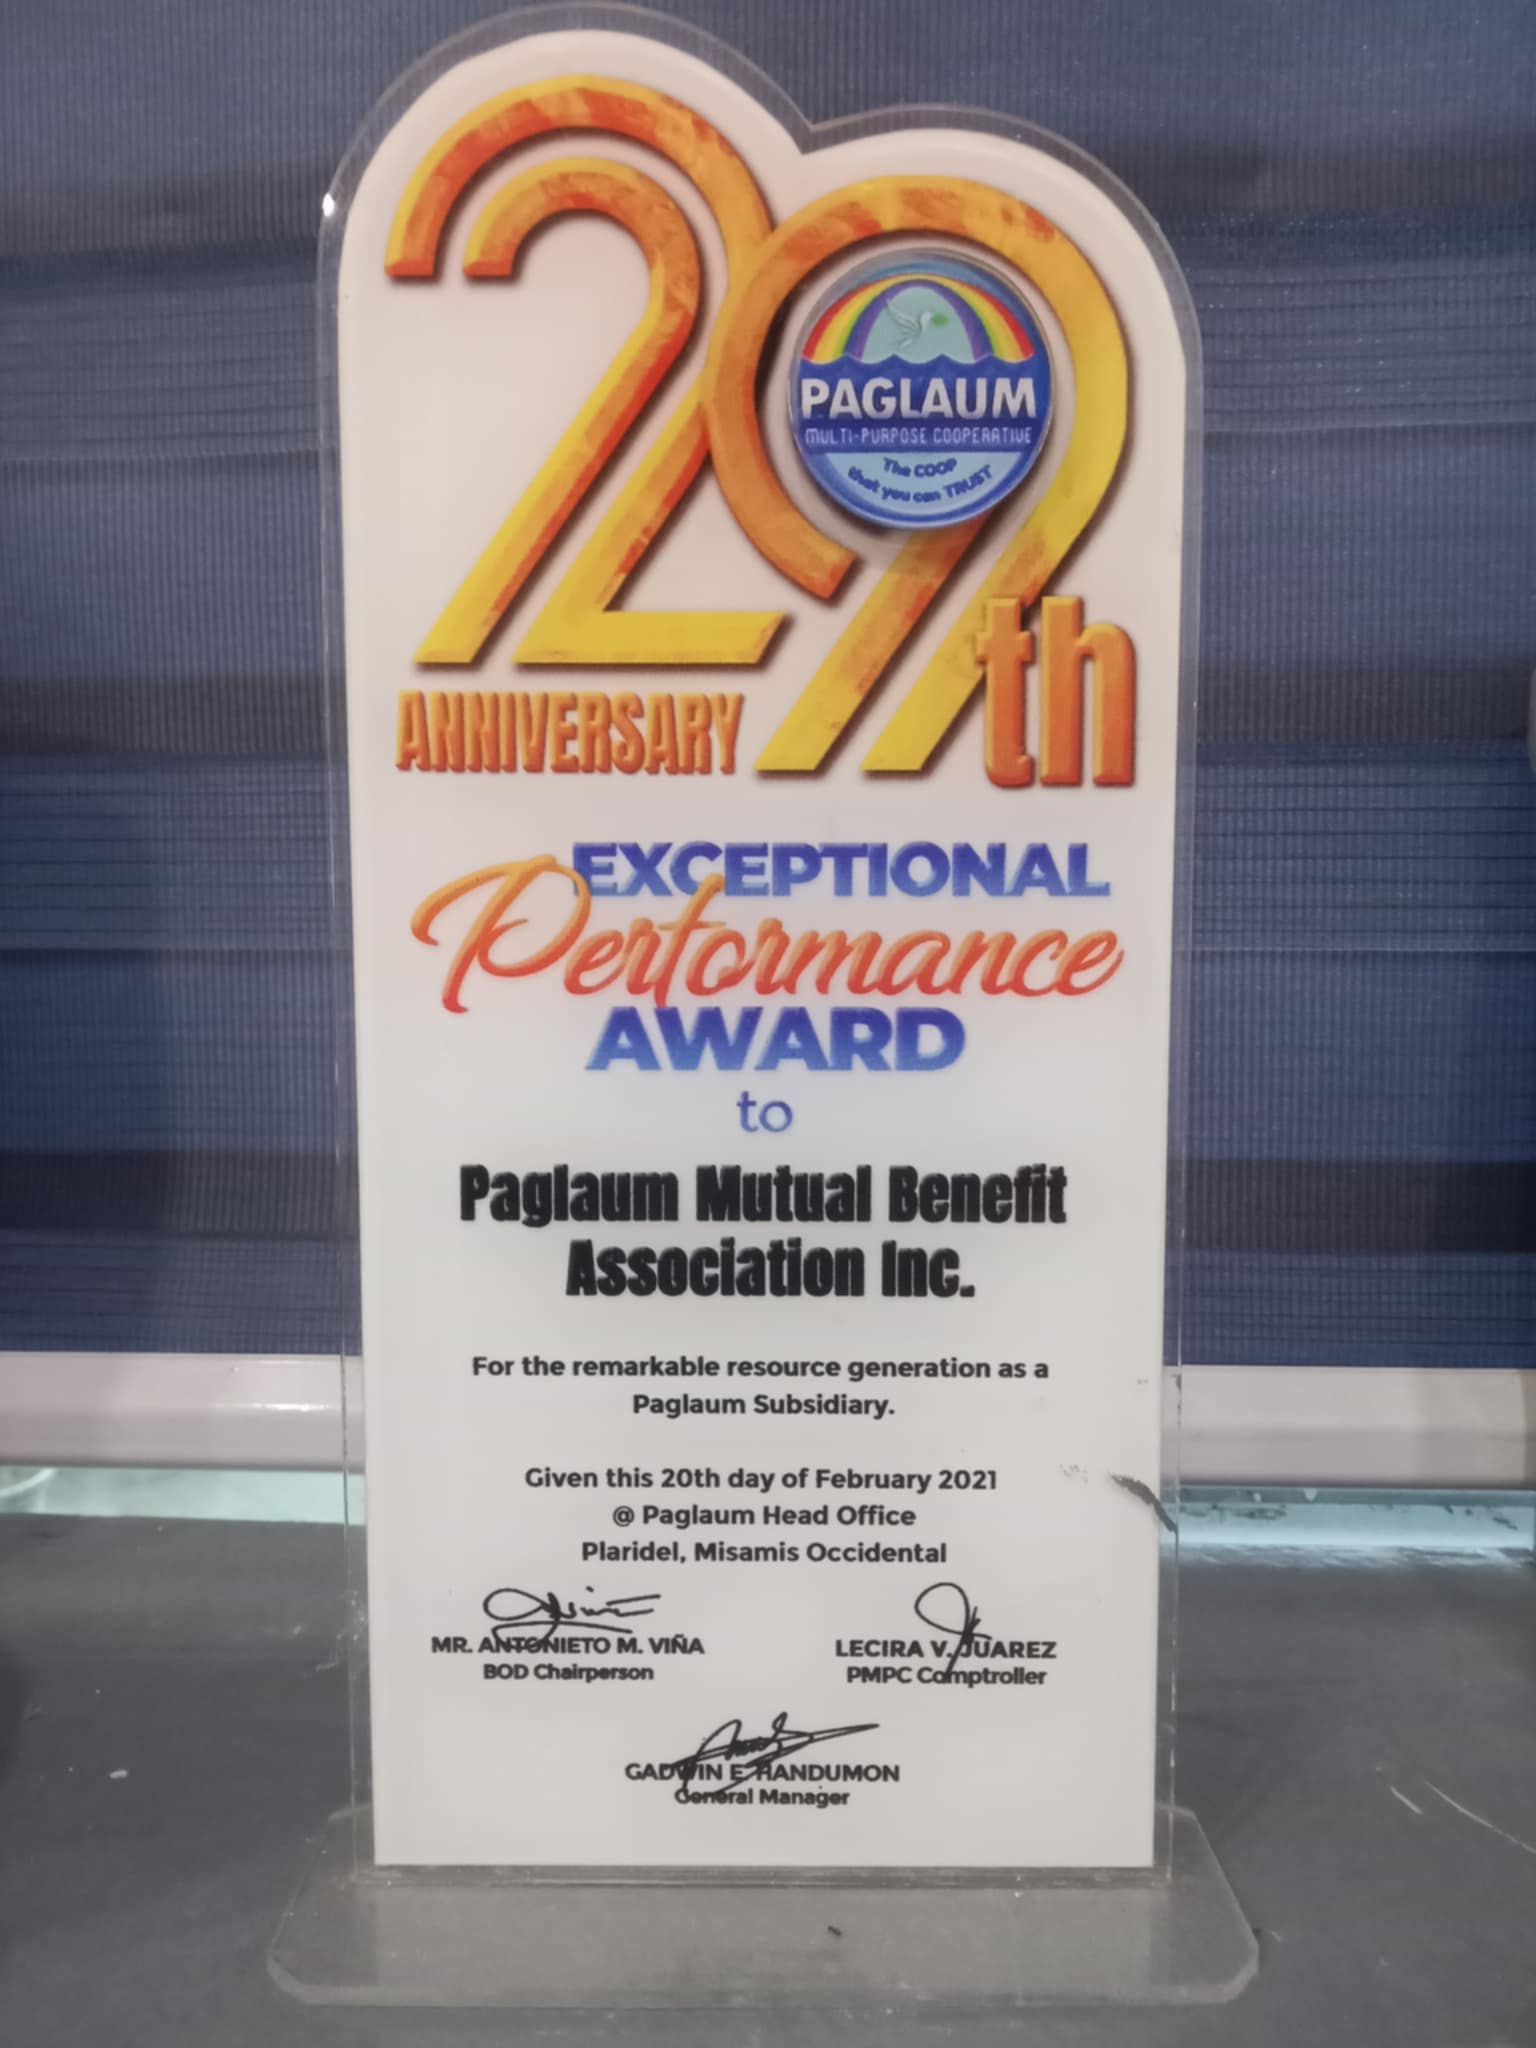 29th
ANNIVERSARY
PAGLAUM
MULTI-PURPOSE COOPERATIVE
The COOP
that you can TRUST
EXCEPTIONAL
Performance
AWARD
to
Paglaum Mutual Benefit
Association Inc.
For the remarkable resource generation as a
Paglaum Subsidiary.
Given this 20th day of February 2021
@ Paglaum Head Office
Plaridel, Misamis Occidental
MR. ANTONIETO M. VIÑA
BOD Chairperson
LECIRA V. JUAREZ
PMPC Comptroller
GADWIN E. HANDUMON
General Manager